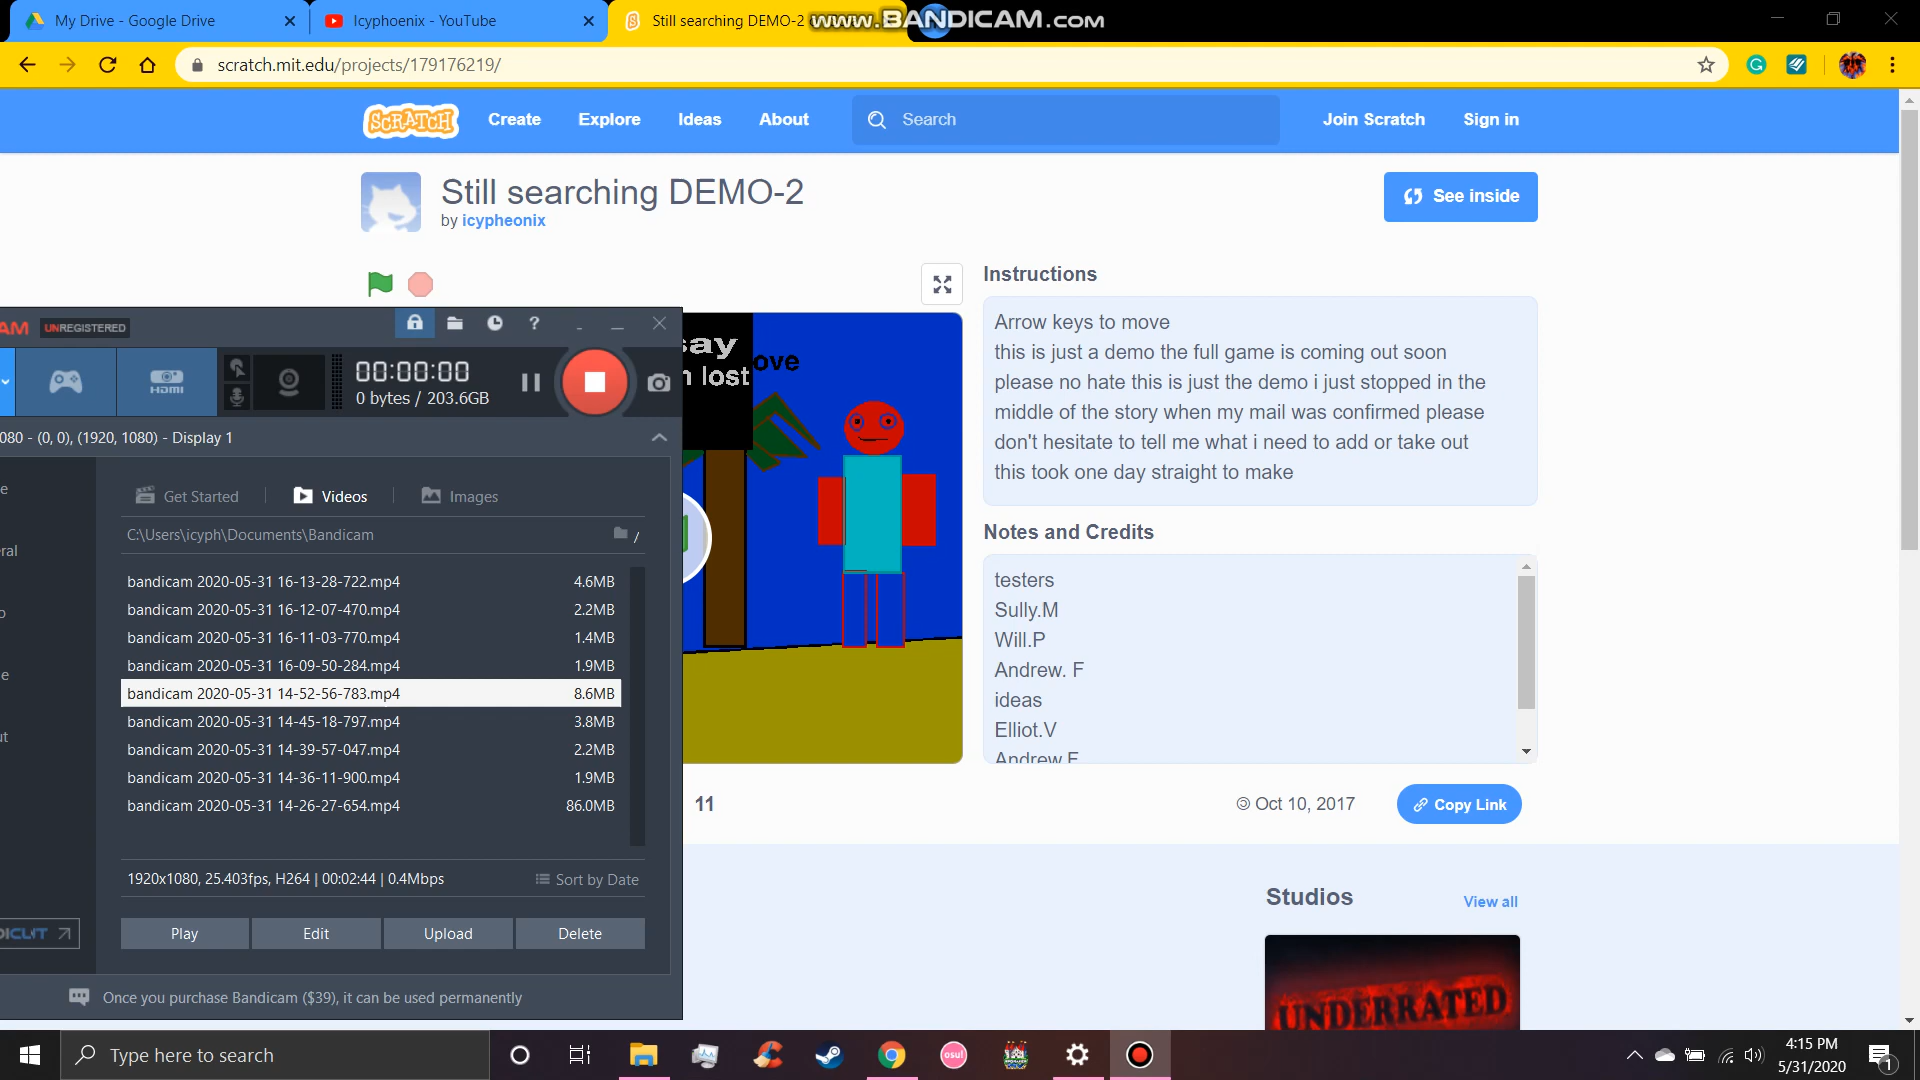 My Drive - Google Drive
Icyphoenix - YouTube
Still searching DEMO-2
www.BANDICAM.com
scratch.mit.edu/projects/179176219/
SCRATCH
Create
Explore
Ideas
About
Search
Join Scratch
Sign in
Still searching DEMO-2
by icypheonix
See inside
Instructions
Arrow keys to move
this is just a demo the full game is coming out soon
please no hate this is just the demo i just stopped in the
middle of the story when my mail was confirmed please
don't hesitate to tell me what i need to add or take out
this took one day straight to make
Notes and Credits
testers
Sully.M
Will.P
Andrew. F
ideas
Elliot.V
Andrew.F
AM
UNREGISTERED
HDMI
00:00:00
0 bytes / 203.6GB
080 - (0, 0), (1920, 1080) - Display 1
say
ove
n lost
Get Started
Videos
Images
C:\Users\icyph\Documents\Bandicam
/
bandicam 2020-05-31 16-13-28-722.mp4 4.6MB
bandicam 2020-05-31 16-12-07-470.mp4 2.2MB
bandicam 2020-05-31 16-11-03-770.mp4 1.4MB
bandicam 2020-05-31 16-09-50-284.mp4 1.9MB
bandicam 2020-05-31 14-52-56-783.mp4 8.6MB
bandicam 2020-05-31 14-45-18-797.mp4 3.8MB
bandicam 2020-05-31 14-39-57-047.mp4 2.2MB
bandicam 2020-05-31 14-36-11-900.mp4 1.9MB
bandicam 2020-05-31 14-26-27-654.mp4 86.0MB
1920x1080, 25.403fps, H264 | 00:02:44 | 0.4Mbps
Sort by Date
Play
Edit
Upload
Delete
DICUT
Once you purchase Bandicam ($39), it can be used permanently
11
© Oct 10, 2017
Copy Link
Studios
View all
UNDERRATED
Type here to search
osu!
4:15 PM
5/31/2020
1